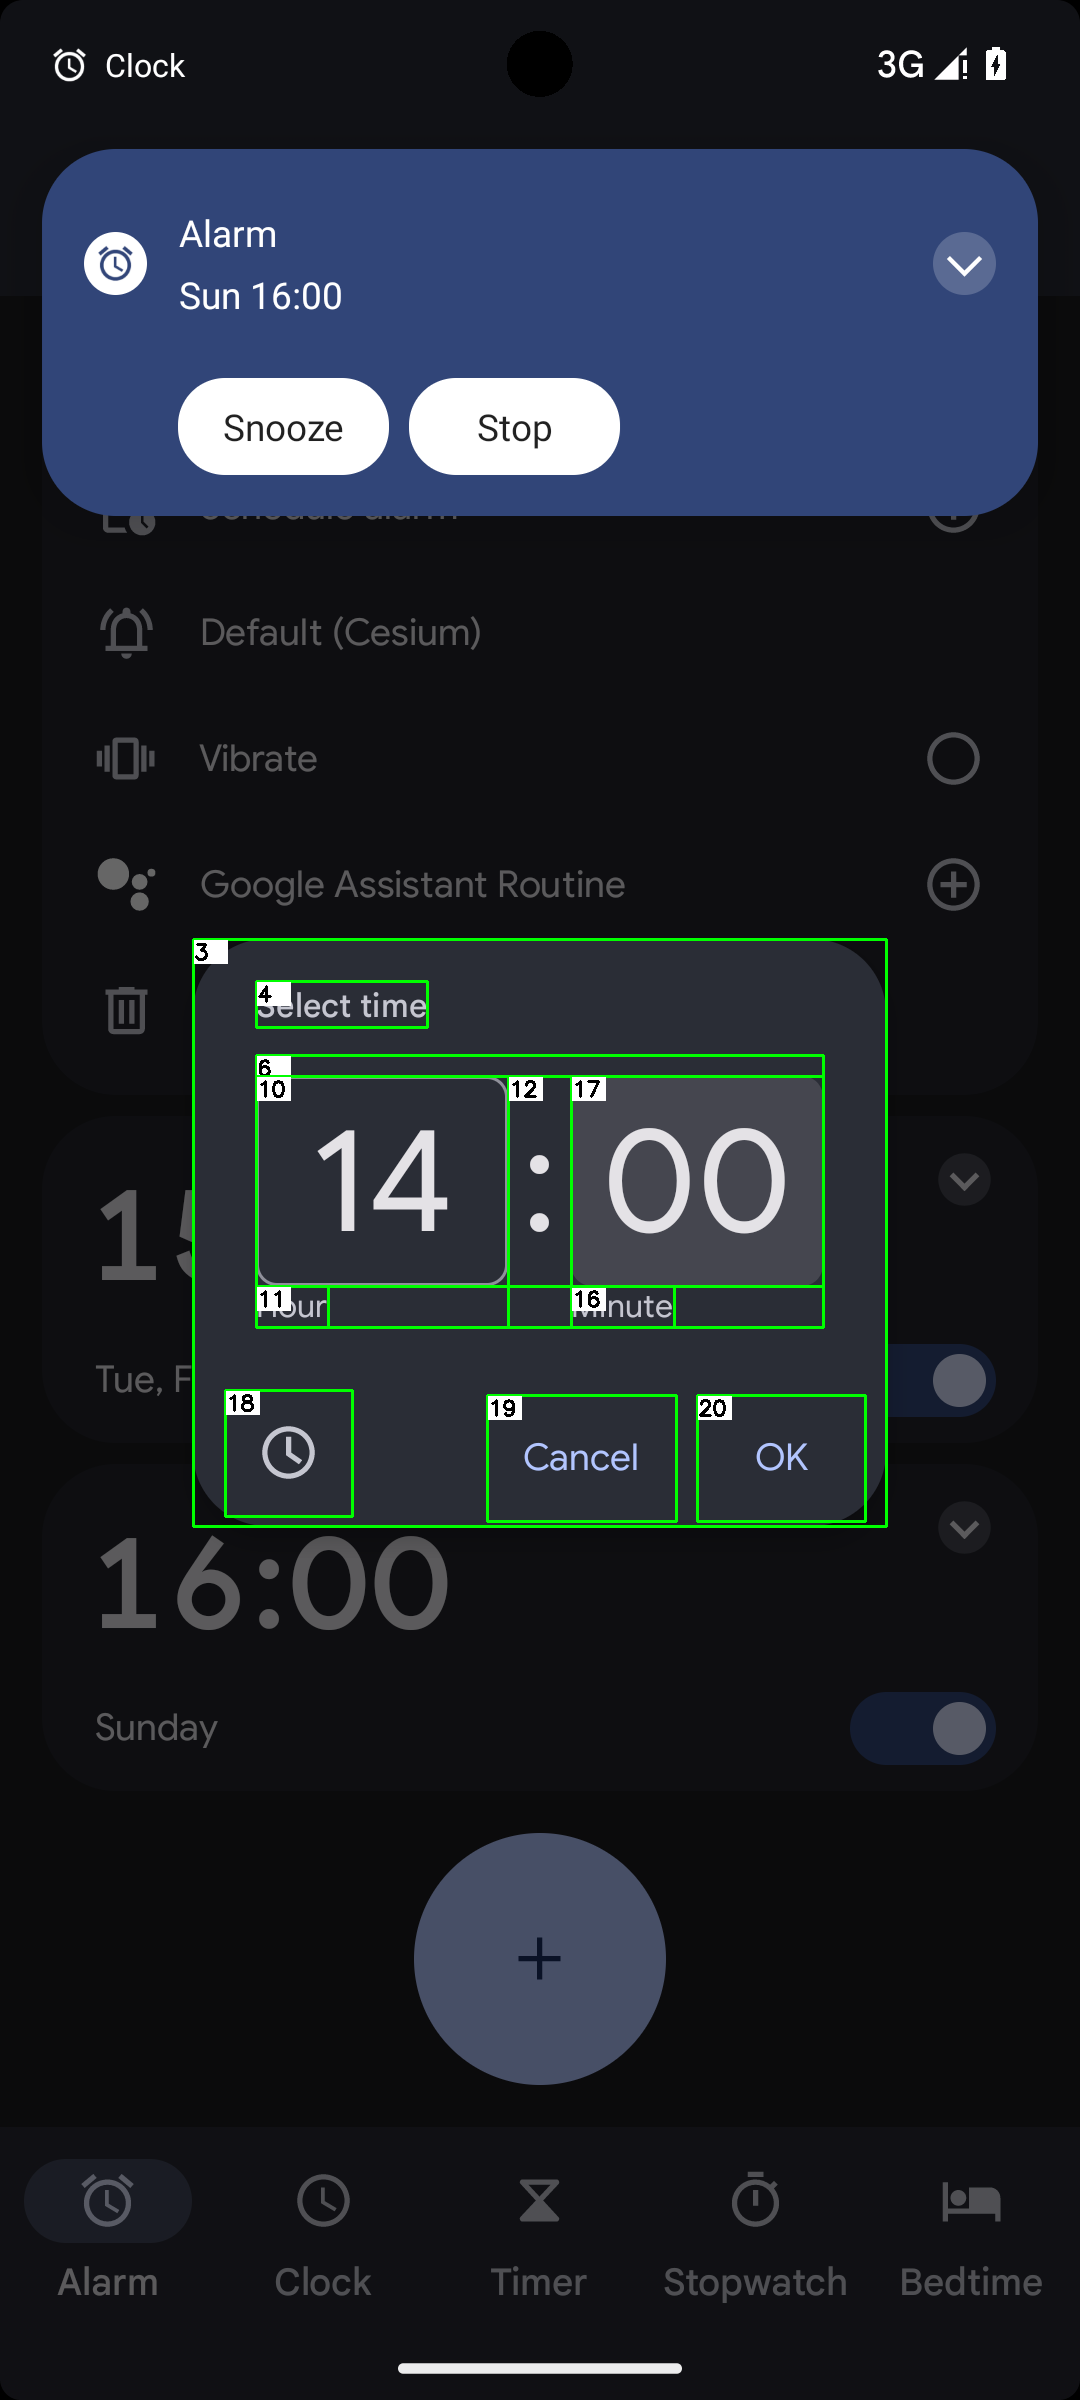 Clock
3G
Alarm
Sun 16:00
Snooze
Stop
Default (Cesium)
Vibrate
Google Assistant Routine
3
4
Select time
6
10
12
17
14
:
00
11
Hour
16
Minute
Tue, F
18
19
Cancel
20
OK
16:00
Sunday
+
Alarm
Clock
Timer
Stopwatch
Bedtime